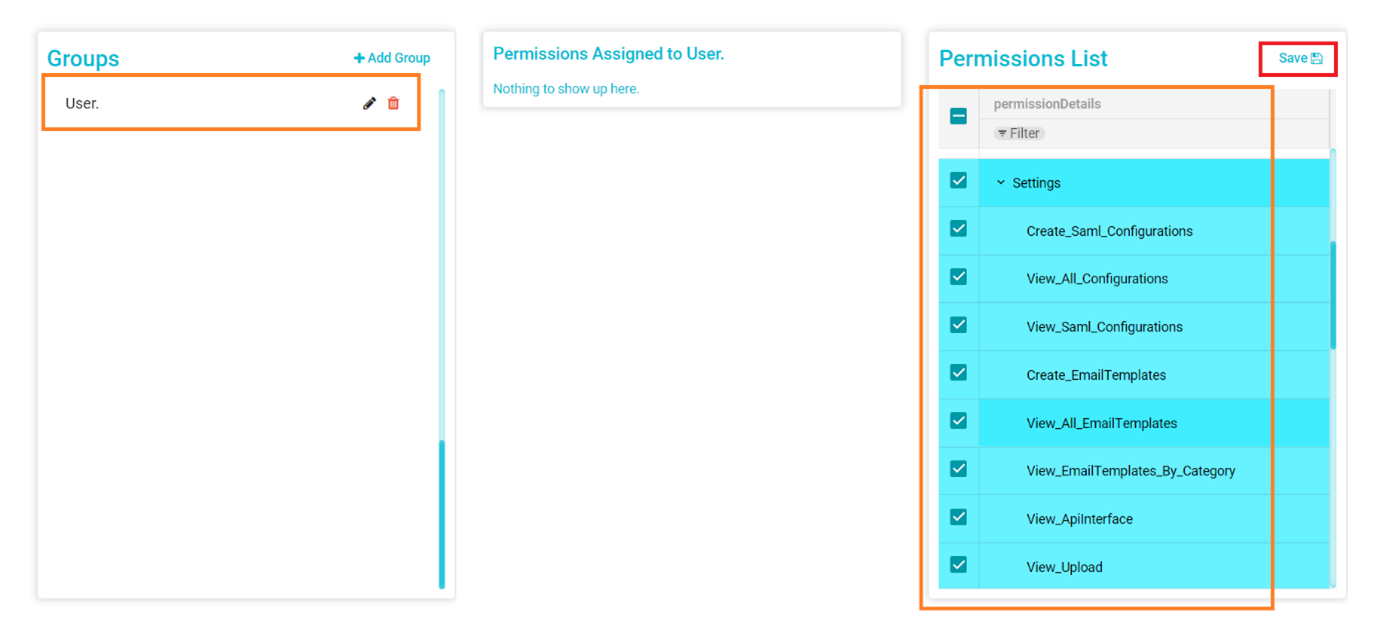 Groups
Add Group
User.
Permissions Assigned to User.
Nothing to show up here.
Permissions List
Save
permissionDetails
Filter
Settings
Create_Saml_Configurations
View_All_Configurations
View_Saml_Configurations
Create_EmailTemplates
View_All_EmailTemplates
View_EmailTemplates_By_Category
View_ApiInterface
View_Upload